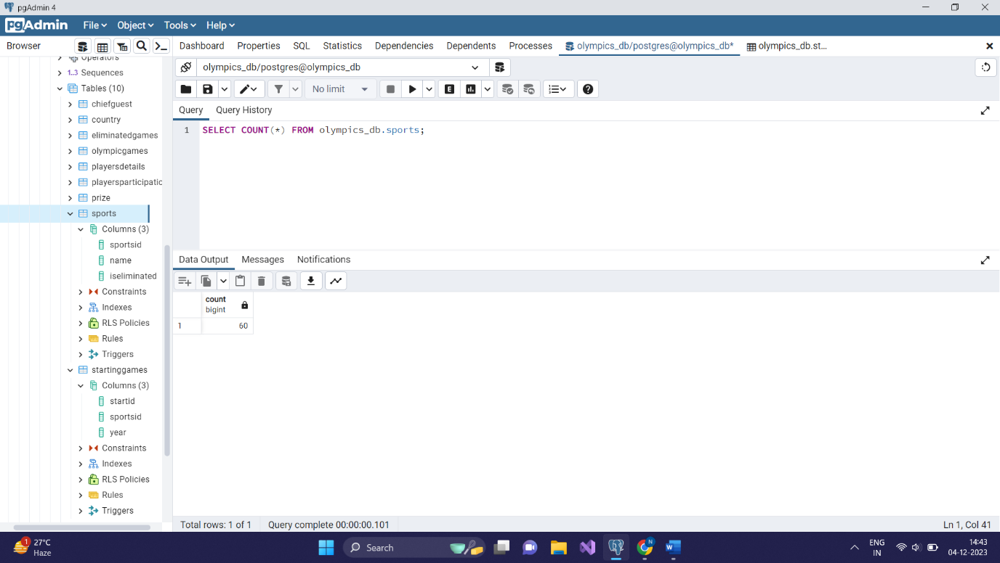 pgAdmin 4
pgAdmin File Object Tools Help
Browser Dashboard Properties SQL Statistics Dependencies Dependents Processes olympics_db/postgres@olympics_db* olympics_db.st...
olympics_db/postgres@olympics_db
No limit
E
Query Query History
1 SELECT COUNT(*) FROM olympics_db.sports;
Operators
1..3 Sequences
Tables (10)
chiefguest
country
eliminatedgames
olympicgames
playersdetails
playersparticipatic
prize
sports
Columns (3)
sportsid
name
iseliminated
Constraints
Indexes
RLS Policies
Rules
Triggers
startinggames
Columns (3)
startid
sportsid
year
Constraints
Indexes
RLS Policies
Rules
Triggers
Data Output Messages Notifications
count
bigint
1 60
Total rows: 1 of 1 Query complete 00:00:00.101 Ln 1, Col 41
1 27°C
Haze
Search
N
W
ENG
IN
14:43
04-12-2023